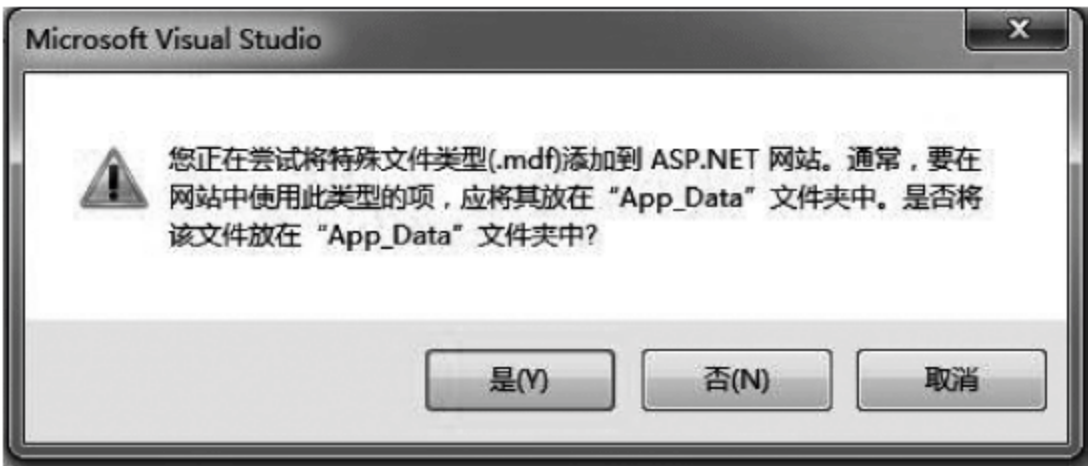 Microsoft Visual Studio
您正在尝试将特殊文件类型(.mdf)添加到 ASP.NET 网站。通常，要在
网站中使用此类型的项，应将其放在“App_Data”文件夹中。是否将
该文件放在“App_Data”文件夹中?
是(Y)
否(N)
取消